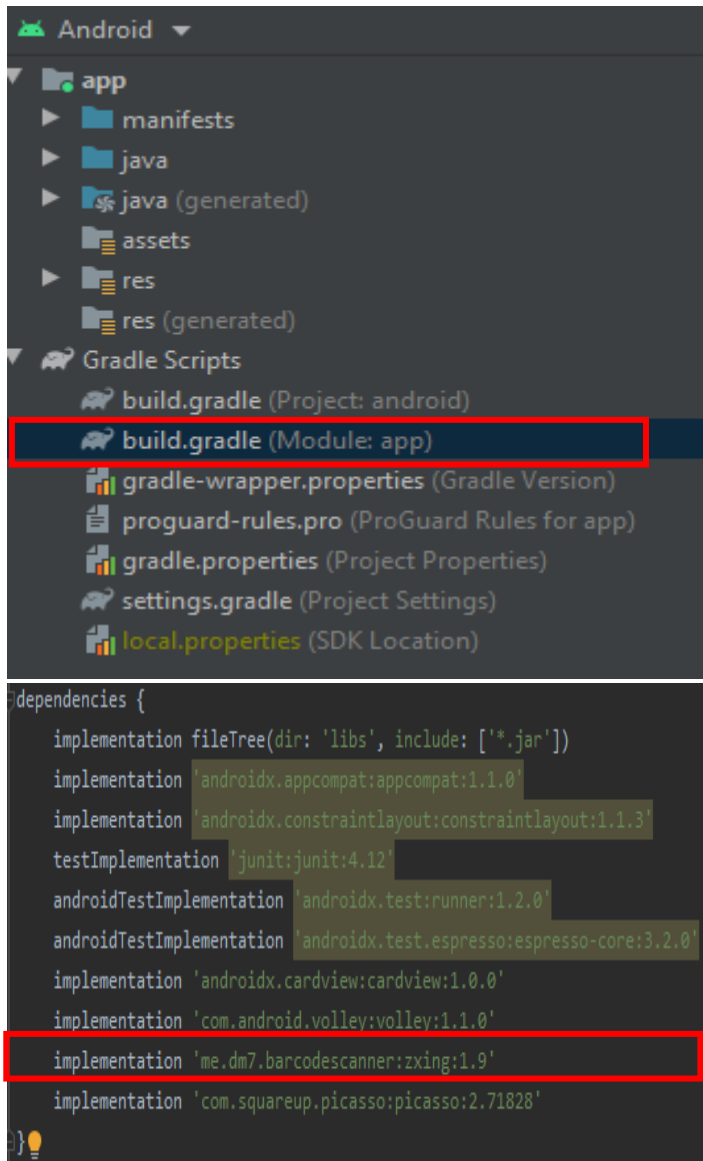 Android
app
manifests
java
java (generated)
assets
res
res (generated)
Gradle Scripts
build.gradle (Project: android)
build.gradle (Module: app)
gradle-wrapper.properties (Gradle Version)
proguard-rules.pro (ProGuard Rules for app)
gradle.properties (Project Properties)
settings.gradle (Project Settings)
local.properties (SDK Location)
dependencies {
implementation fileTree(dir: 'libs', include: ['*.jar'])
implementation 'androidx.appcompat:appcompat:1.1.0'
implementation 'androidx.constraintlayout:constraintlayout:1.1.3'
testImplementation 'junit:junit:4.12'
androidTestImplementation 'androidx.test:runner:1.2.0'
androidTestImplementation 'androidx.test.espresso:espresso-core:3.2.0'
implementation 'androidx.cardview:cardview:1.0.0'
implementation 'com.android.volley:volley:1.1.0'
implementation 'me.dm7.barcodescanner:zxing:1.9'
implementation 'com.squareup.picasso:picasso:2.71828'
}